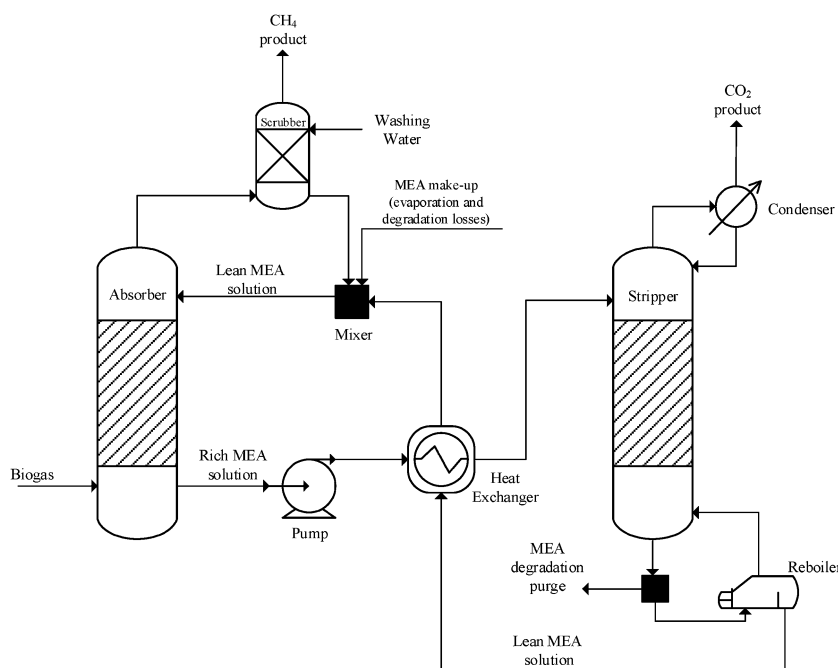 CH₄
product
CO₂
product
Scrubber
Washing
Water
MEA make-up
(evaporation and
degradation losses)
Condenser
Absorber
Lean MEA
solution
Stripper
Mixer
Biogas
Rich MEA
solution
Heat
Exchanger
Pump
MEA
degradation
purge
Reboiler
Lean MEA
solution